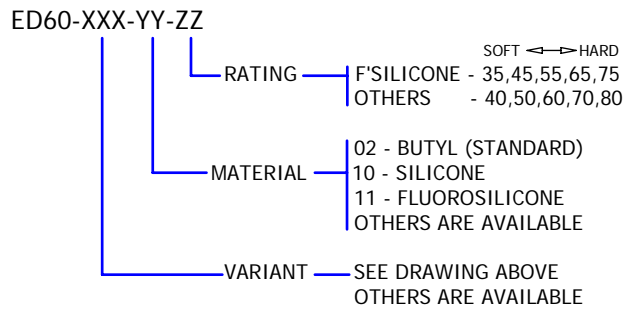 ED60-XXX-YY-ZZ
SOFT HARD
RATING F'SILICONE - 35,45,55,65,75
OTHERS - 40,50,60,70,80
02 - BUTYL (STANDARD)
MATERIAL 10 - SILICONE
11 - FLUOROSILICONE
OTHERS ARE AVAILABLE
VARIANT SEE DRAWING ABOVE
OTHERS ARE AVAILABLE